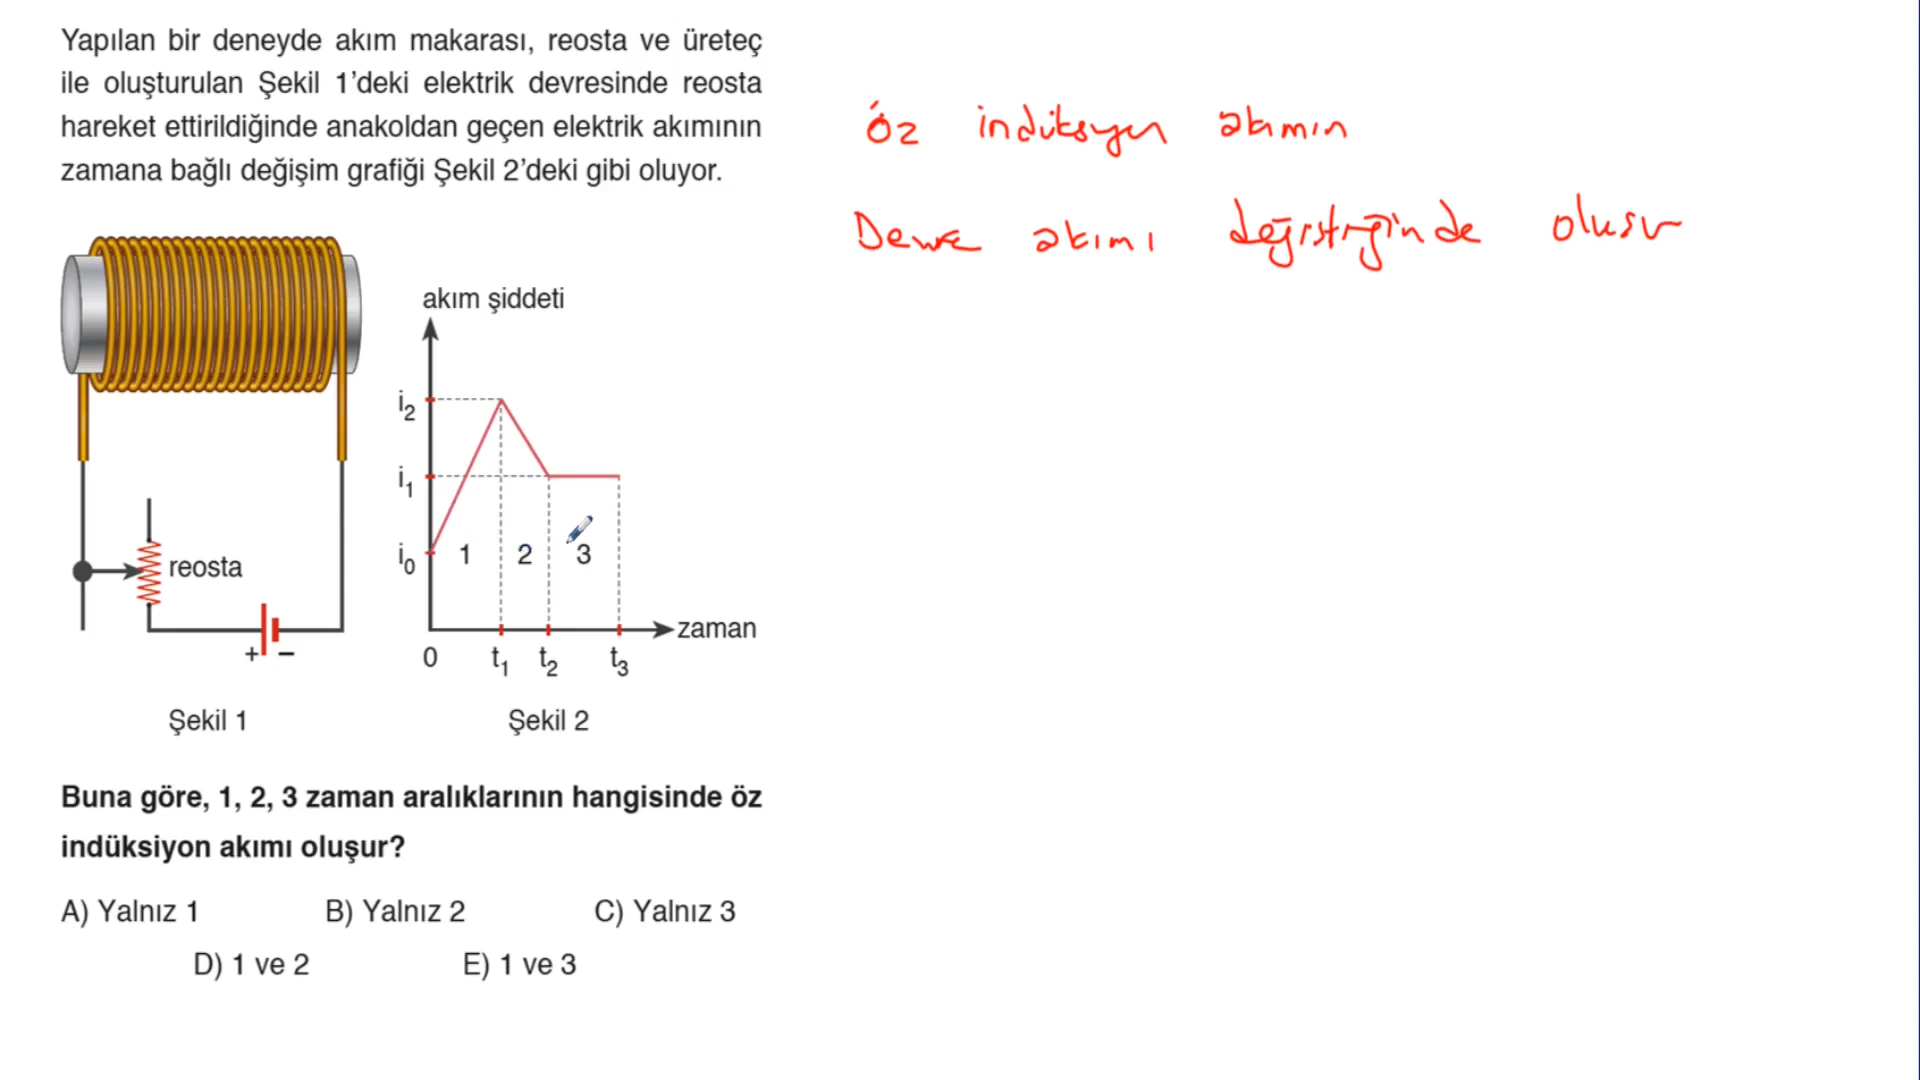 Yapılan bir deneyde akım makarası, reosta ve üreteç
ile oluşturulan Şekil 1’deki elektrik devresinde reosta
hareket ettirildiğinde anakoldan geçen elektrik akımının
zamana bağlı değişim grafiği Şekil 2’deki gibi oluyor.
Öz indüksiyon akımın
Devre akımı değiştiğinde olusur
akım şiddeti
i₂
i₁
i₀
1 2 3
reosta
+ −
zaman
0 t₁ t₂ t₃
Şekil 1 Şekil 2
Buna göre, 1, 2, 3 zaman aralıklarının hangisinde öz
indüksiyon akımı oluşur?
A) Yalnız 1 B) Yalnız 2 C) Yalnız 3
D) 1 ve 2 E) 1 ve 3